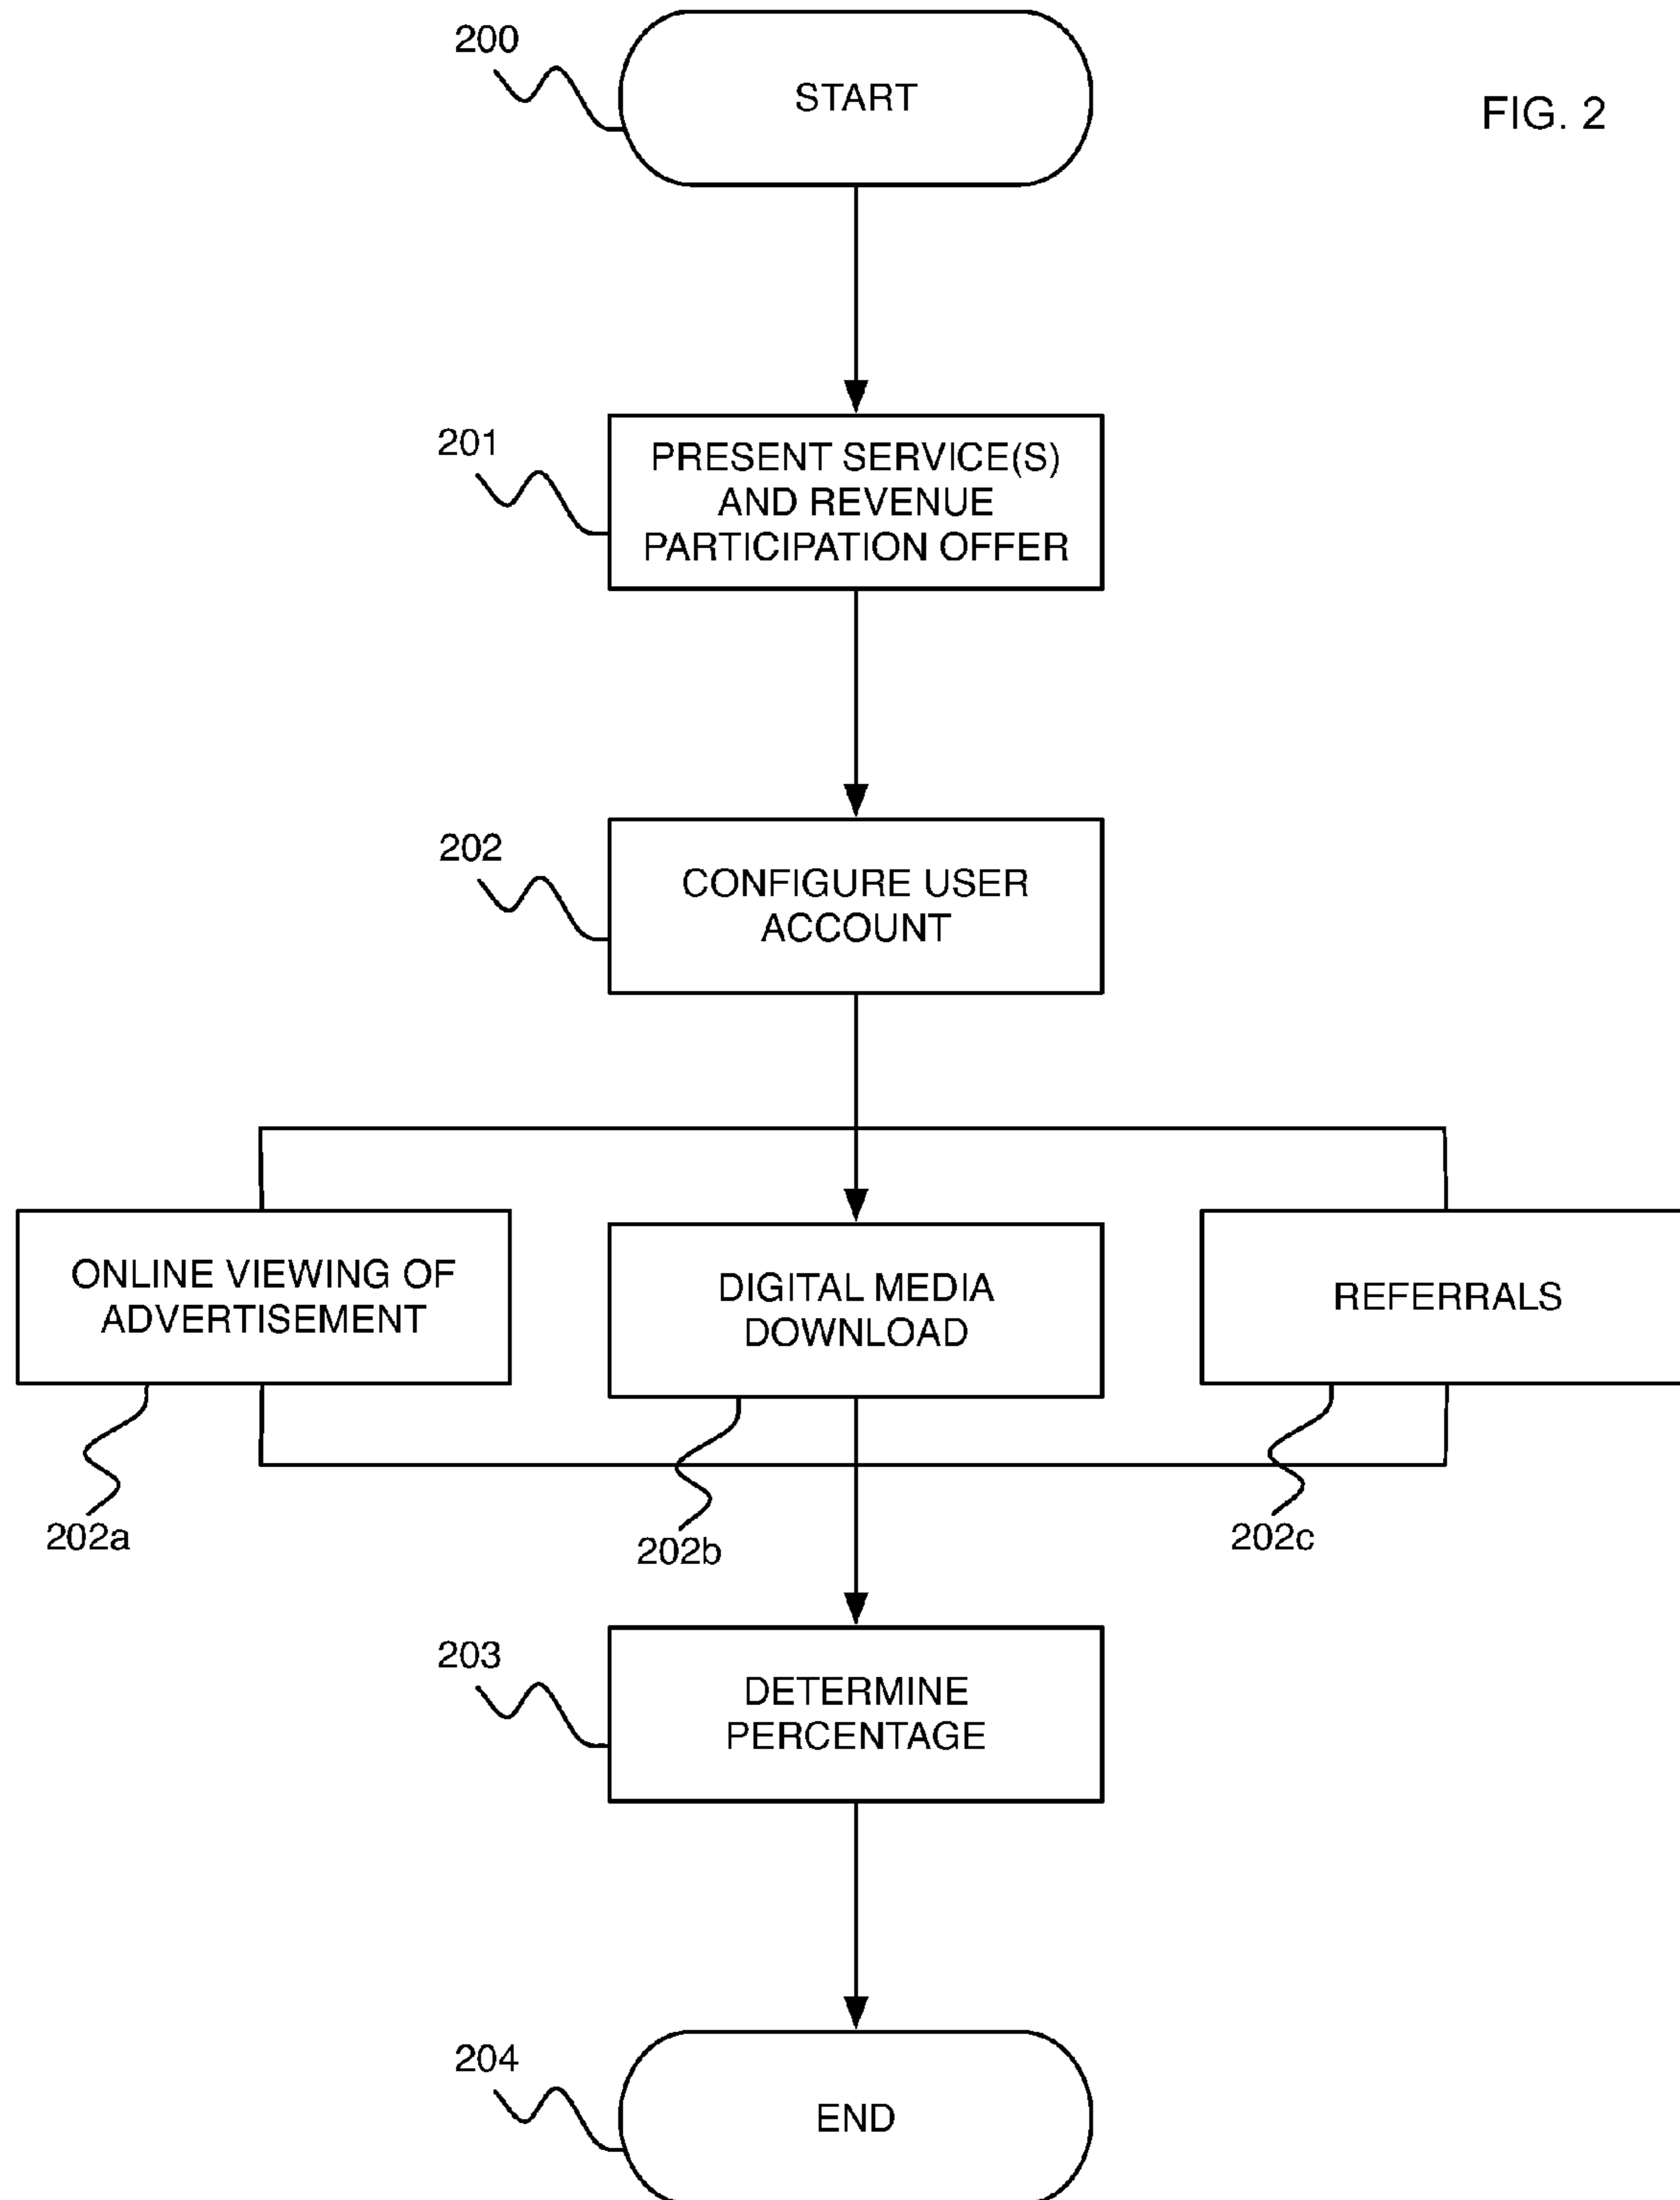 200
START
FIG. 2
201
PRESENT SERVICE(S)
AND REVENUE
PARTICIPATION OFFER
202
CONFIGURE USER
ACCOUNT
ONLINE VIEWING OF
ADVERTISEMENT
DIGITAL MEDIA
DOWNLOAD
REFERRALS
202a
202b
202c
203
DETERMINE
PERCENTAGE
204
END